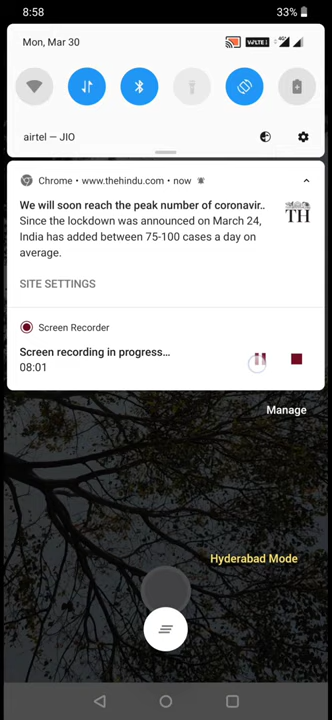 8:58
33%
Mon, Mar 30
VoLTE 1
4G+
airtel — JIO
Chrome • www.thehindu.com • now
We will soon reach the peak number of coronavir..
Since the lockdown was announced on March 24,
India has added between 75-100 cases a day on
average.
TH
SITE SETTINGS
Screen Recorder
Screen recording in progress...
08:01
Manage
Hyderabad Mode